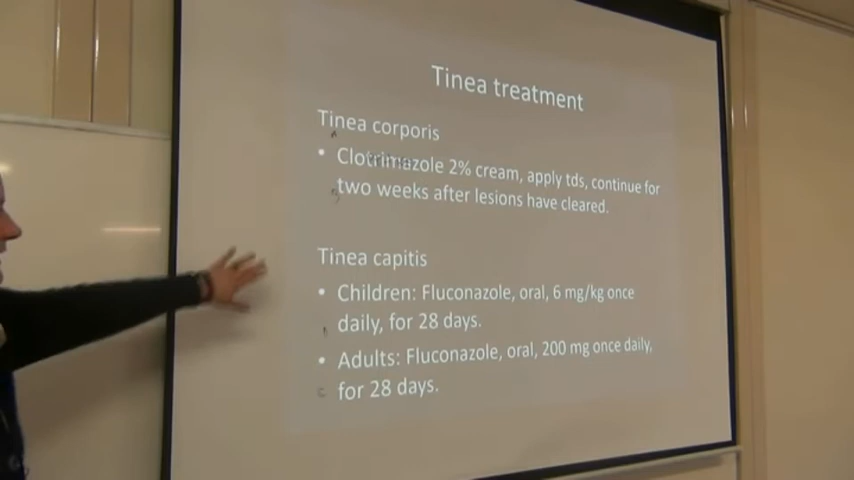 Tinea treatment
Tinea corporis
• Clotrimazole 2% cream, apply tds, continue for
two weeks after lesions have cleared.
Tinea capitis
• Children: Fluconazole, oral, 6 mg/kg once
daily, for 28 days.
• Adults: Fluconazole, oral, 200 mg once daily,
for 28 days.